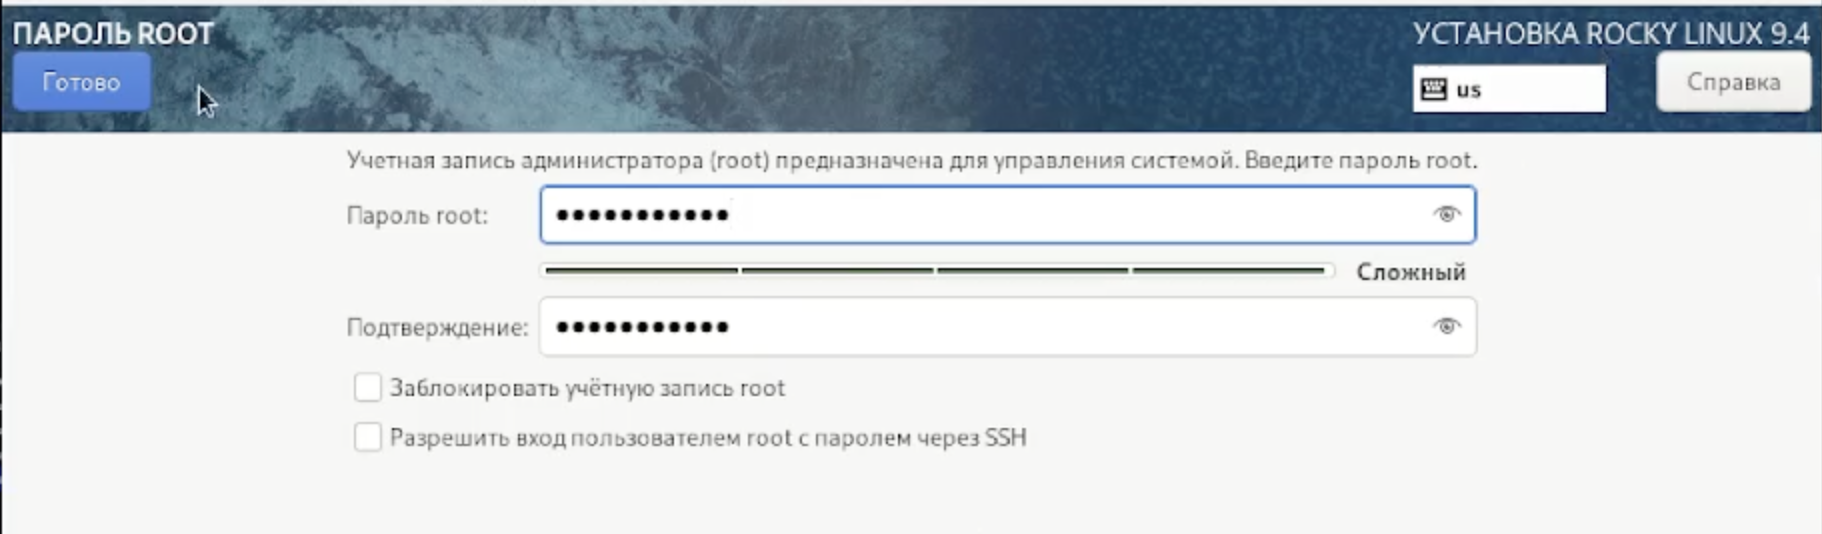 ПАРОЛЬ ROOT
УСТАНОВКА ROCKY LINUX 9.4
Готово
us
Справка
Учетная запись администратора (root) предназначена для управления системой. Введите пароль root.
Пароль root: ●●●●●●●●●●●
Сложный
Подтверждение: ●●●●●●●●●●●
Заблокировать учётную запись root
Разрешить вход пользователем root с паролем через SSH